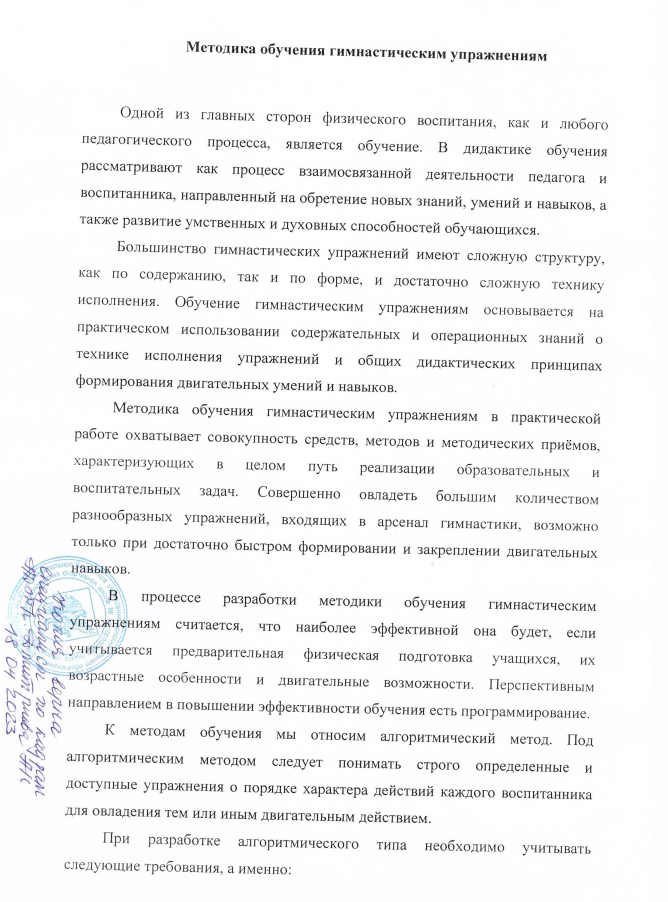 Методика обучения гимнастическим упражнениям
Одной из главных сторон физического воспитания, как и любого
педагогического процесса, является обучение. В дидактике обучения
рассматривают как процесс взаимосвязанной деятельности педагога и
воспитанника, направленный на обретение новых знаний, умений и навыков, а
также развитие умственных и духовных способностей обучающихся.
Большинство гимнастических упражнений имеют сложную структуру,
как по содержанию, так и по форме, и достаточно сложную технику
исполнения. Обучение гимнастическим упражнениям основывается на
практическом использовании содержательных и операционных знаний о
технике исполнения упражнений и общих дидактических принципах
формирования двигательных умений и навыков.
Методика обучения гимнастическим упражнениям в практической
работе охватывает совокупность средств, методов и методических приёмов,
характеризующих в целом путь реализации образовательных и
воспитательных задач. Совершенно овладеть большим количеством
разнообразных упражнений, входящих в арсенал гимнастики, возможно
только при достаточно быстром формировании и закреплении двигательных
навыков.
В процессе разработки методики обучения гимнастическим
упражнениям считается, что наиболее эффективной она будет, если
учитывается предварительная физическая подготовка учащихся, их
возрастные особенности и двигательные возможности. Перспективным
направлением в повышении эффективности обучения есть программирование.
К методам обучения мы относим алгоритмический метод. Под
алгоритмическим методом следует понимать строго определенные и
доступные упражнения о порядке характера действий каждого воспитанника
для овладения тем или иным двигательным действием.
При разработке алгоритмического типа необходимо учитывать
следующие требования, а именно:
копия верна
специалист по кадрам
18 04 2023